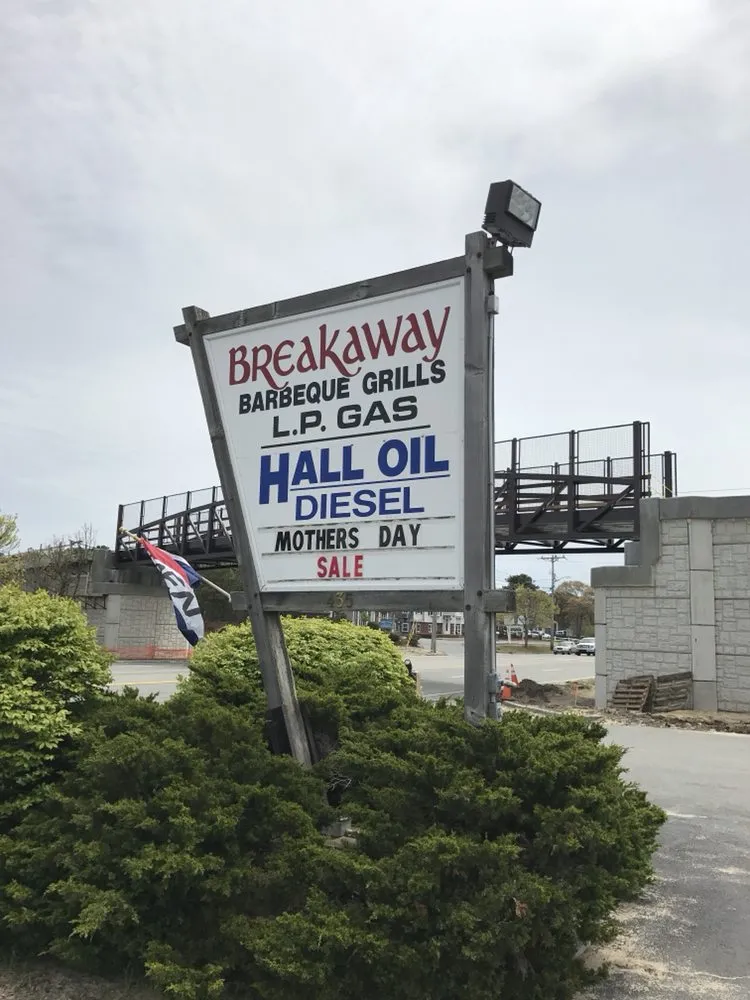 BREAKAWAY
BARBEQUE GRILLS
L.P. GAS
HALL OIL
DIESEL
MOTHERS DAY
SALE